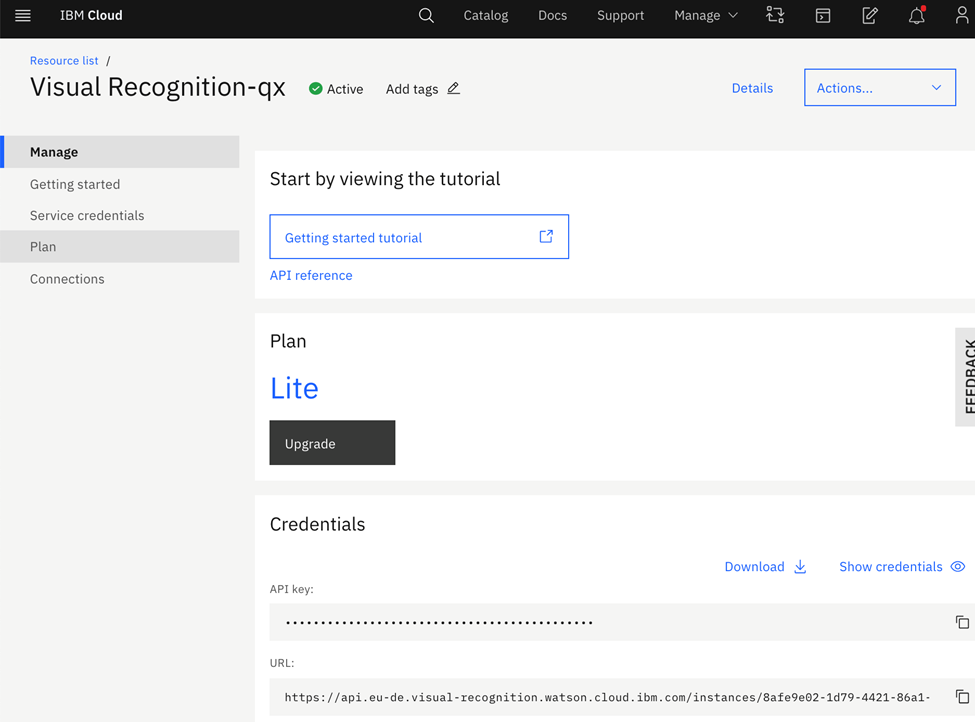 IBM Cloud Catalog Docs Support Manage
Resource list /
Visual Recognition-qx Active Add tags Details Actions...
Manage
Getting started
Service credentials
Plan
Connections
Start by viewing the tutorial
Getting started tutorial
API reference
Plan
Lite
Upgrade
FEEDBACK
Credentials
Download Show credentials
API key:
••••••••••••••••••••••••••••••••••••••••••••
URL:
https://api.eu-de.visual-recognition.watson.cloud.ibm.com/instances/8afe9e02-1d79-4421-86a1-